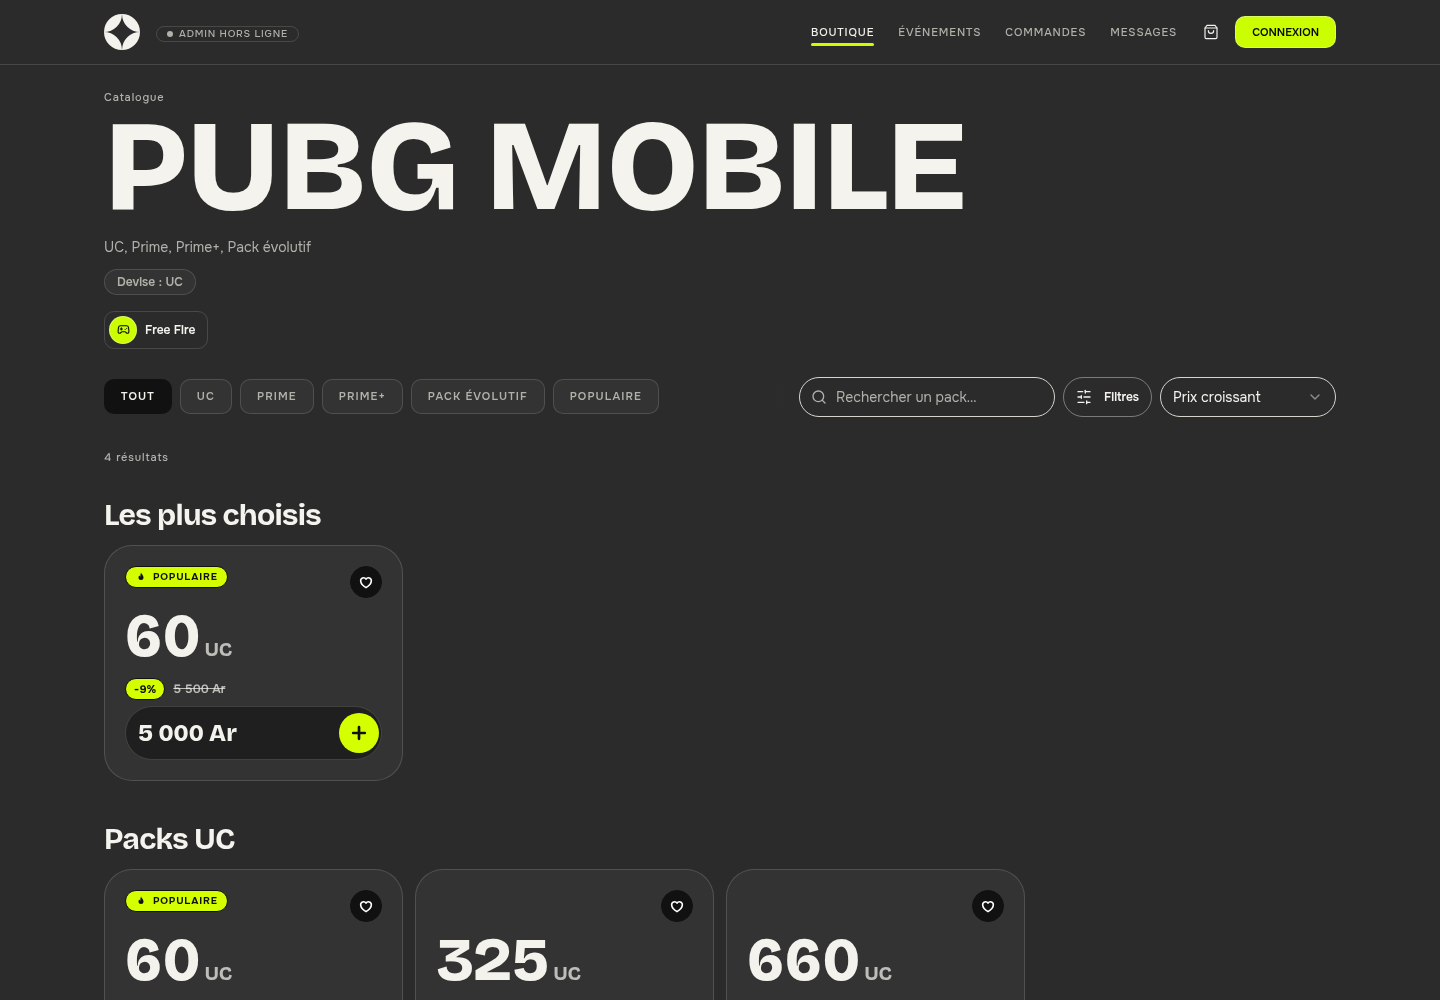 ADMIN HORS LIGNE
BOUTIQUE
ÉVÉNEMENTS
COMMANDES
MESSAGES
CONNEXION
Catalogue
PUBG MOBILE
UC, Prime, Prime+, Pack évolutif
Devise : UC
Free Fire
TOUT
UC
PRIME
PRIME+
PACK ÉVOLUTIF
POPULAIRE
Rechercher un pack...
Filtres
Prix croissant
4 résultats
Les plus choisis
POPULAIRE
60 UC
-9% 5 500 Ar
5 000 Ar
Packs UC
POPULAIRE
60 UC
325 UC
660 UC